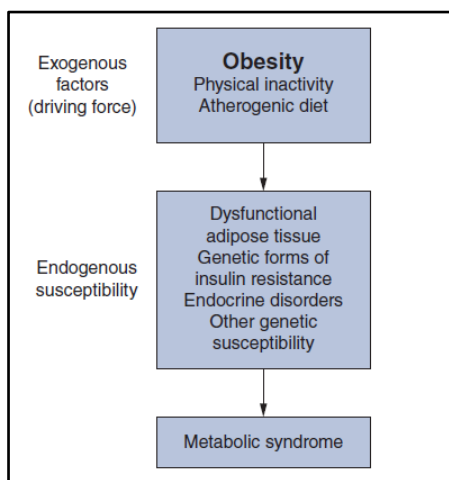 Exogenous
factors
(driving force)
Obesity
Physical inactivity
Atherogenic diet
Endogenous
susceptibility
Dysfunctional
adipose tissue
Genetic forms of
insulin resistance
Endocrine disorders
Other genetic
susceptibility
Metabolic syndrome